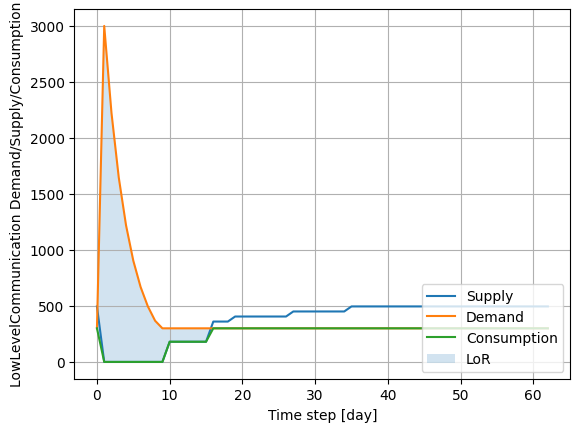 LowLevelCommunication Demand/Supply/Consumption
3000
2500
2000
1500
1000
500
0
0 10 20 30 40 50 60
Time step [day]
Supply
Demand
Consumption
LoR